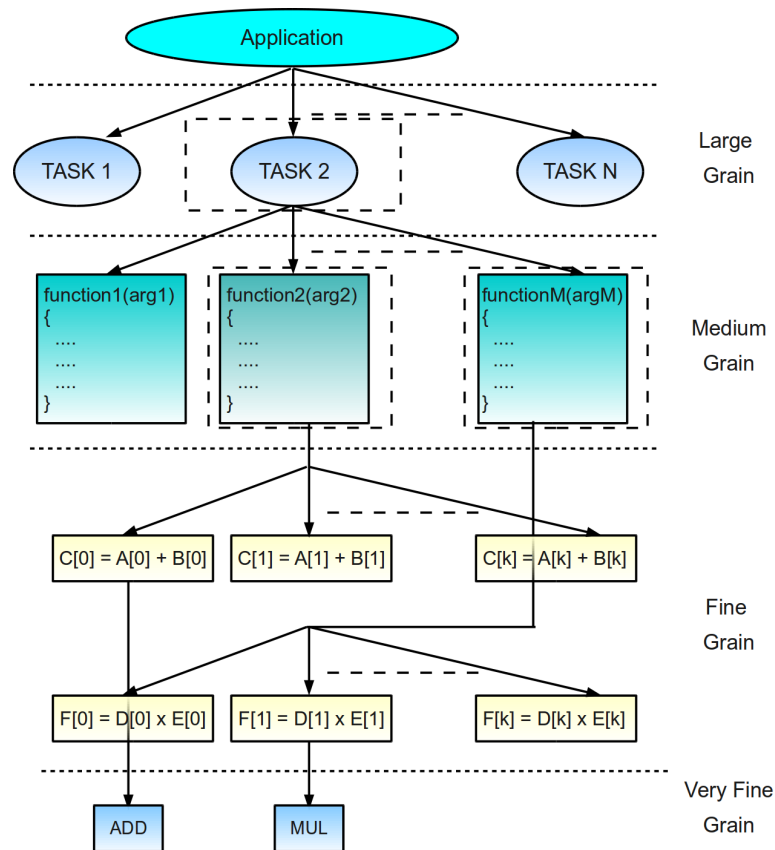 Application
Large
Grain
TASK 1
TASK 2
TASK N
function1(arg1)
{
....
....
....
}
function2(arg2)
{
....
....
....
}
functionM(argM)
{
....
....
....
}
Medium
Grain
C[0] = A[0] + B[0]
C[1] = A[1] + B[1]
C[k] = A[k] + B[k]
Fine
Grain
F[0] = D[0] x E[0]
F[1] = D[1] x E[1]
F[k] = D[k] x E[k]
Very Fine
Grain
ADD
MUL